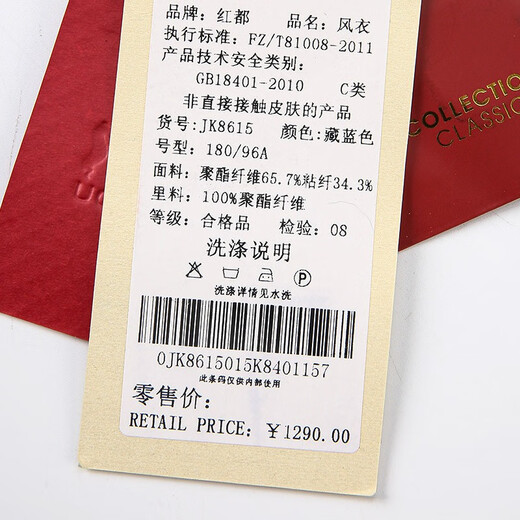 品牌：红都 品名：风衣
执行标准：FZ/T81008-2011
产品技术安全类别：
GB18401-2010 C类
非直接接触皮肤的产品
货号：JK8615 颜色：藏蓝色
号型：180/96A
面料：聚酯纤维65.7%粘纤34.3%
里料：100%聚酯纤维
等级：合格品 检验：08
洗涤说明
P
洗涤详情见水洗
0JK8615015K8401157
此条码仅供内部使用
零售价：
RETAIL PRICE：￥1290.00
COLLECTION
CLASSIC